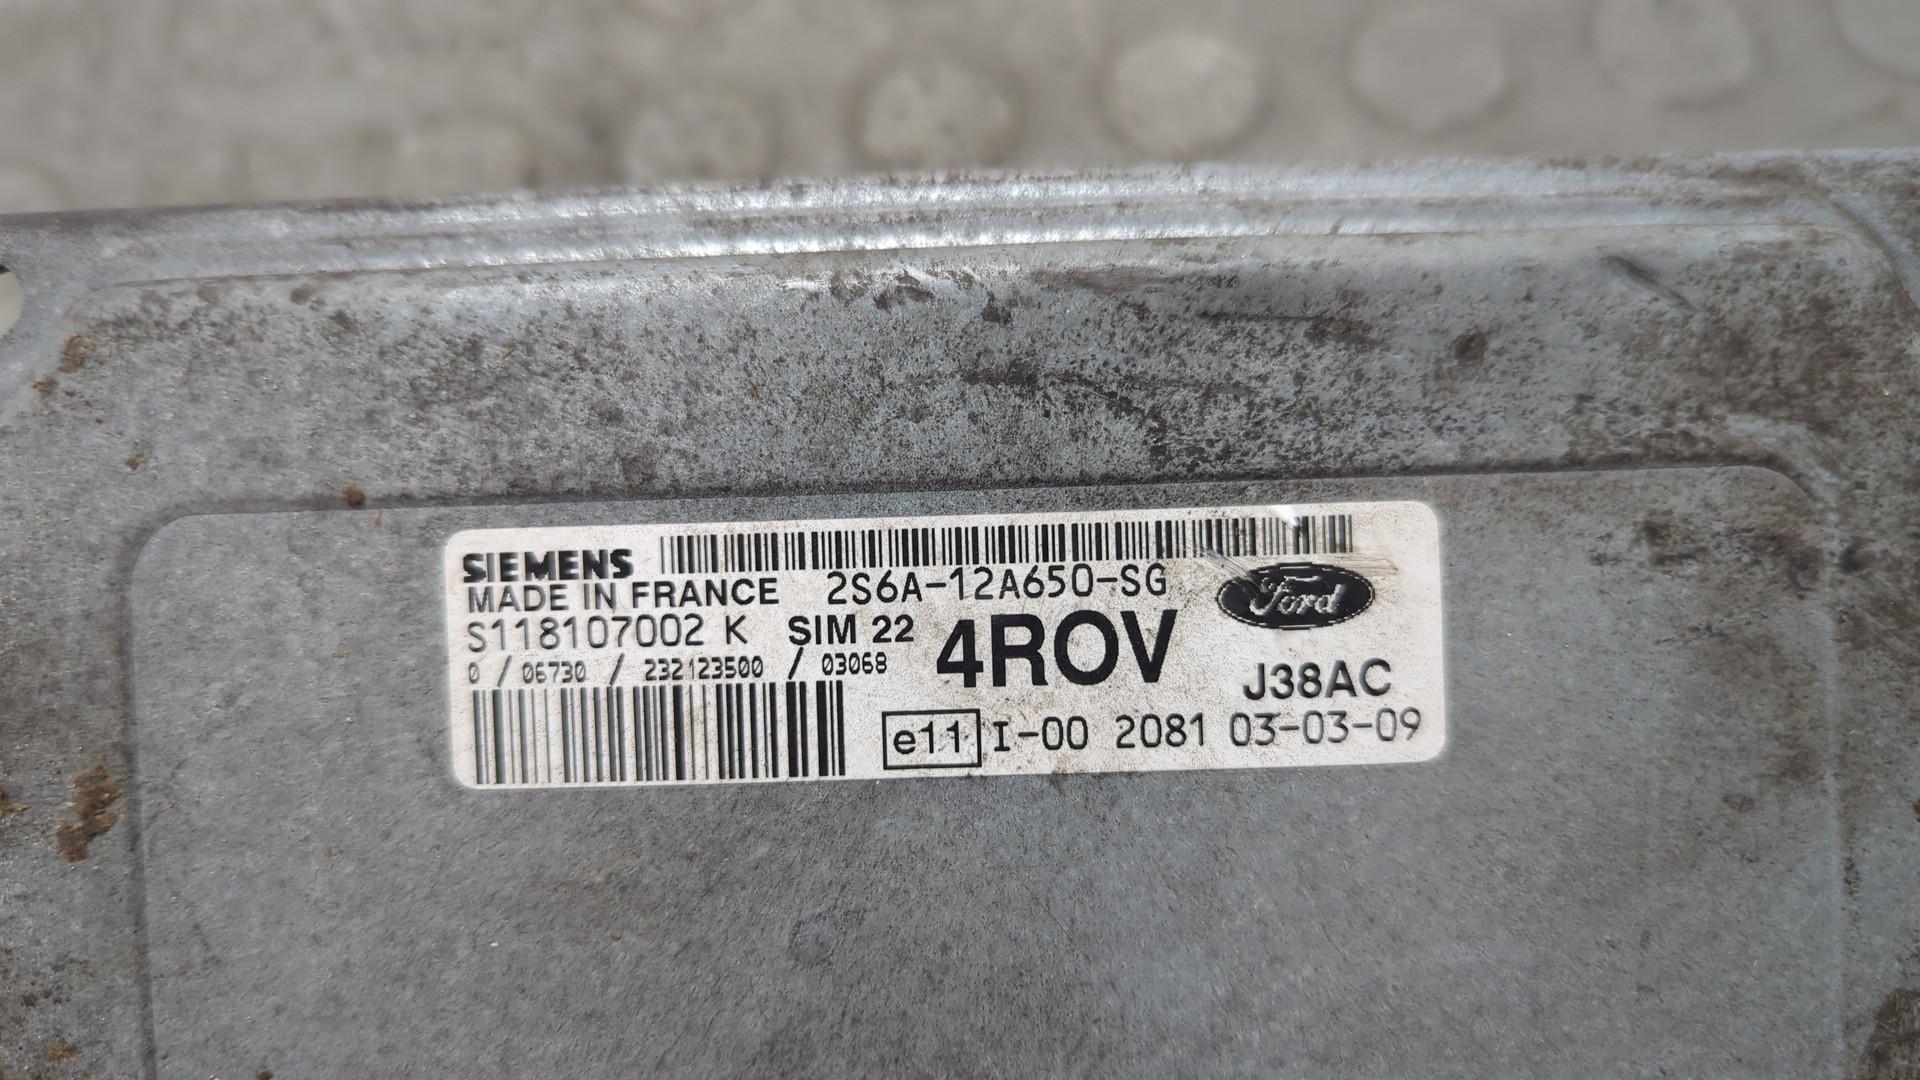 SIEMENS
MADE IN FRANCE 2S6A-12A650-SG
Ford
S118107002 K SIM 22 4ROV
0 / 06730 / 232123500 / 03068
J38AC
e11 I-00 2081 03-03-09